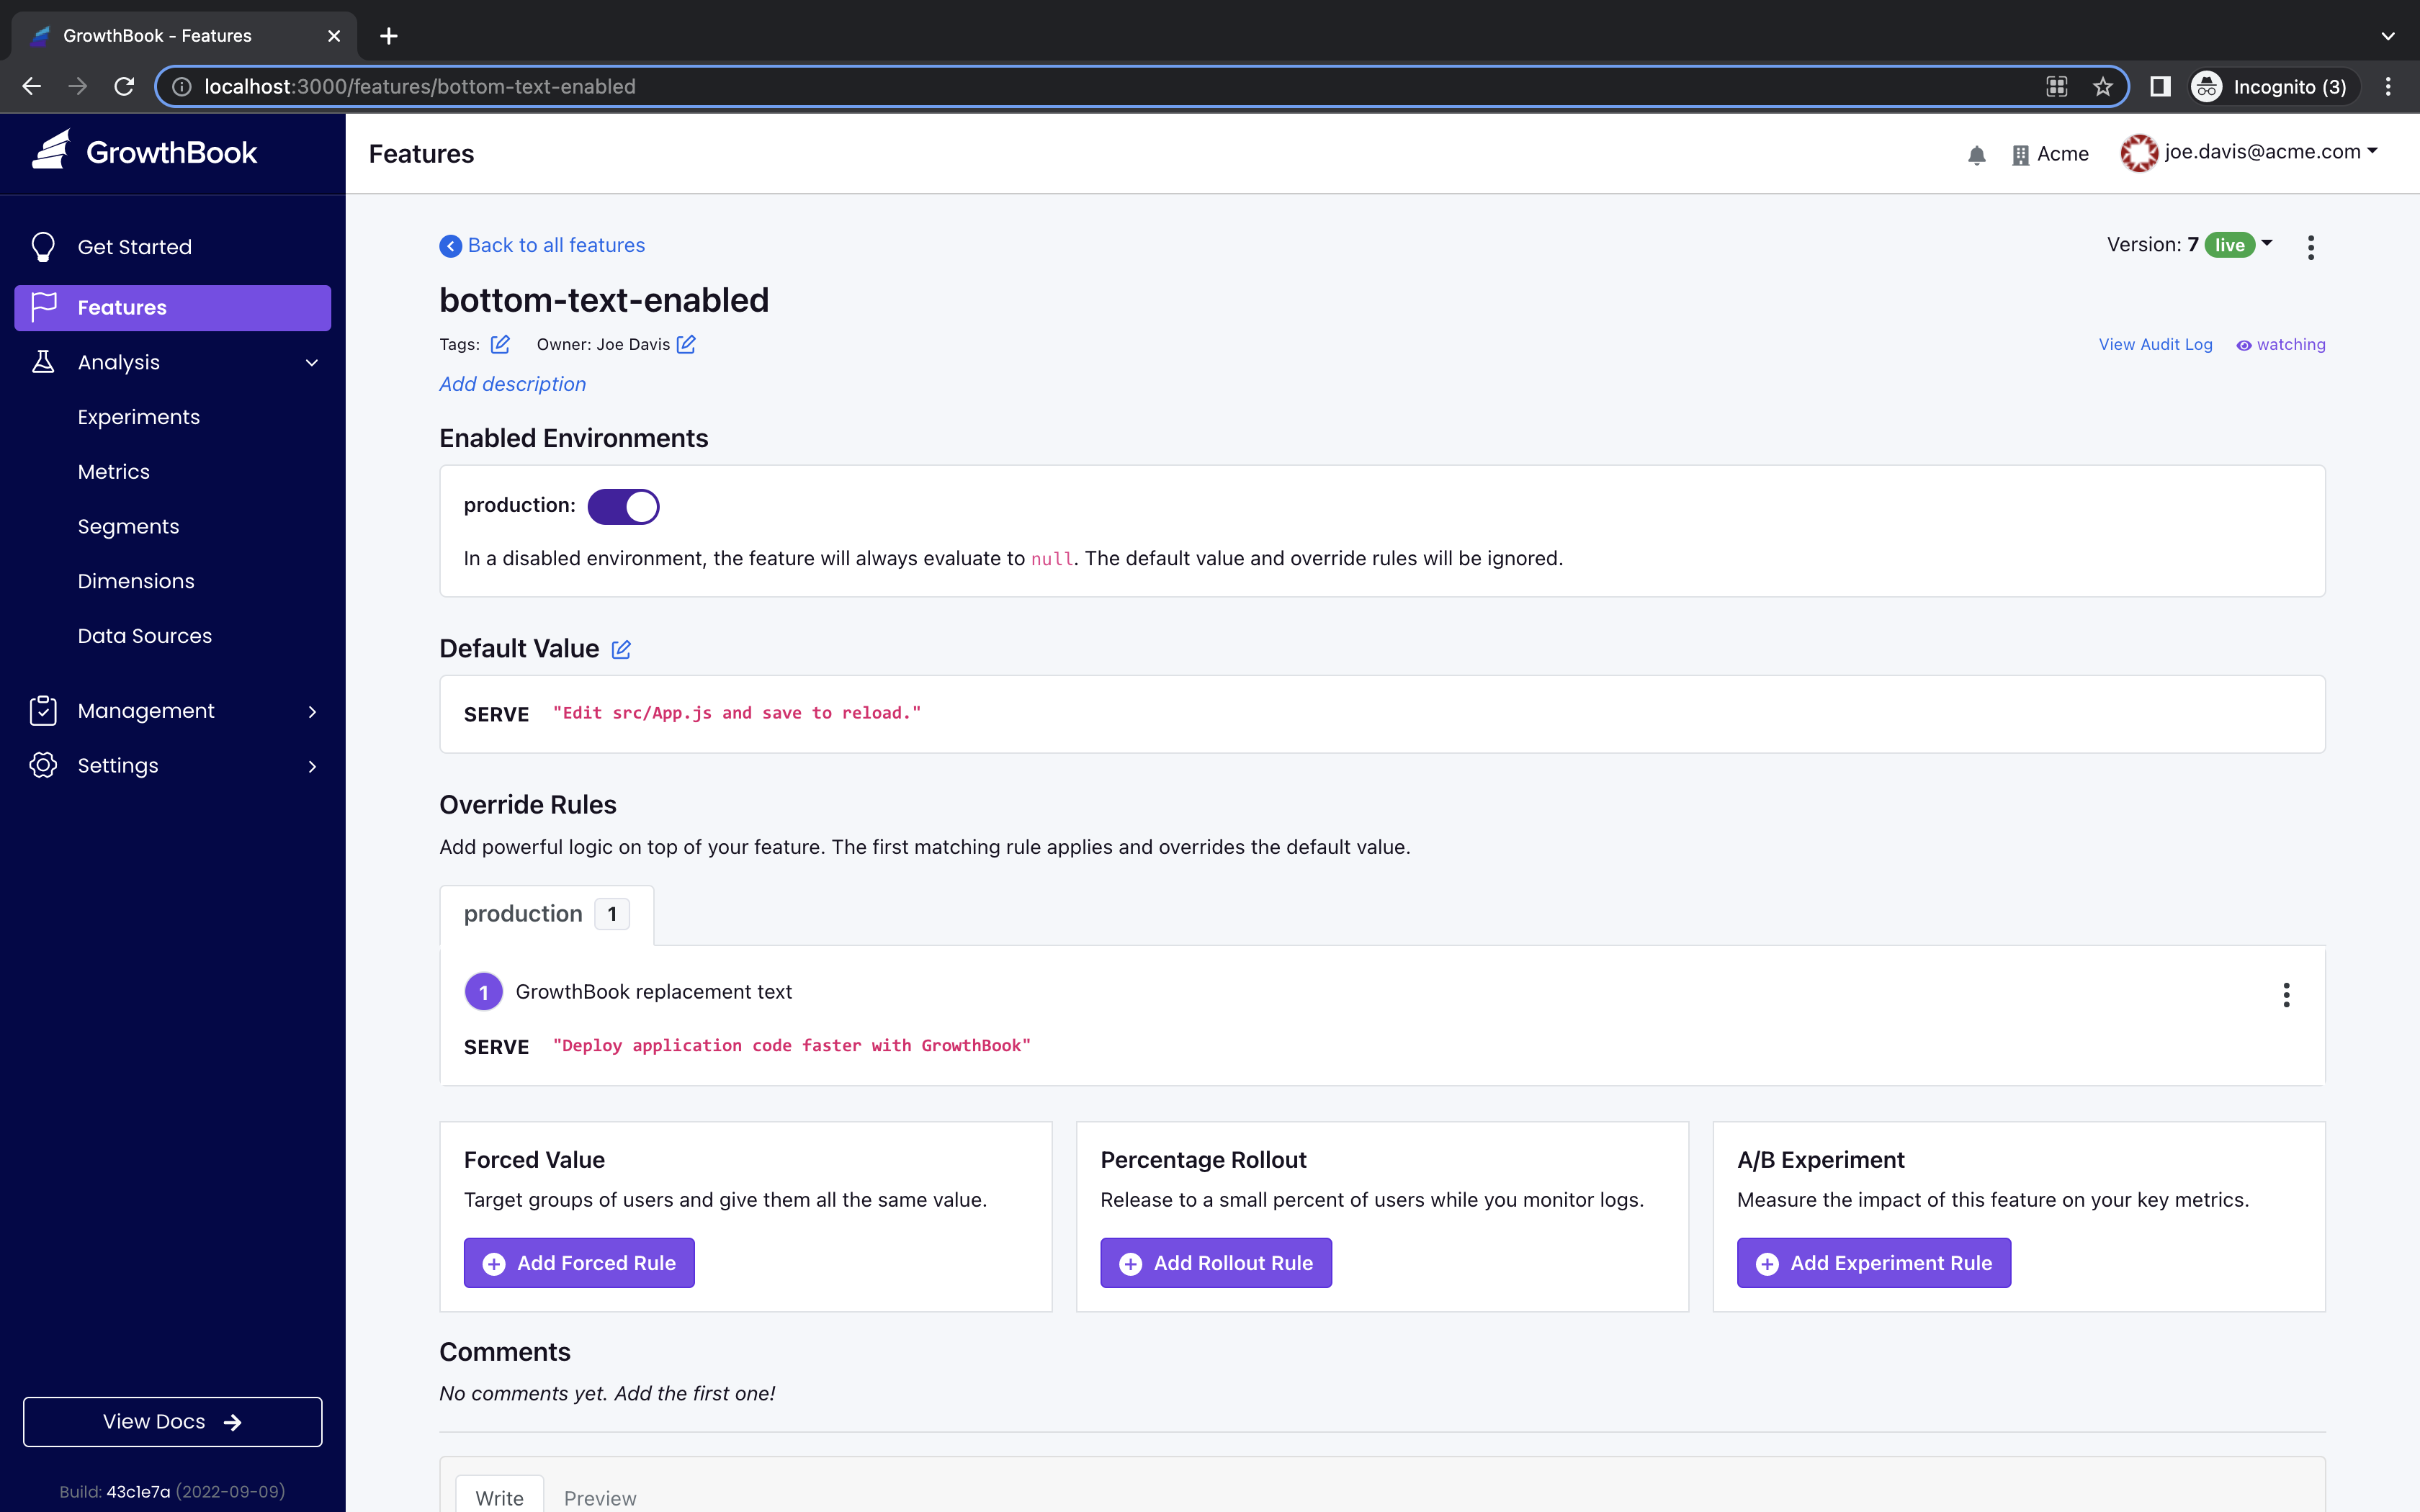 GrowthBook - Features
localhost:3000/features/bottom-text-enabled
Incognito (3)
GrowthBook
Features
Acme
joe.davis@acme.com
Get Started
Features
Analysis
Experiments
Metrics
Segments
Dimensions
Data Sources
Management
Settings
View Docs
Build: 43c1e7a (2022-09-09)
Back to all features
Version: 7 live
bottom-text-enabled
Tags: Owner: Joe Davis
View Audit Log watching
Add description
Enabled Environments
production:
In a disabled environment, the feature will always evaluate to null. The default value and override rules will be ignored.
Default Value
SERVE "Edit src/App.js and save to reload."
Override Rules
Add powerful logic on top of your feature. The first matching rule applies and overrides the default value.
production 1
1 GrowthBook replacement text
SERVE "Deploy application code faster with GrowthBook"
Forced Value
Target groups of users and give them all the same value.
Add Forced Rule
Percentage Rollout
Release to a small percent of users while you monitor logs.
Add Rollout Rule
A/B Experiment
Measure the impact of this feature on your key metrics.
Add Experiment Rule
Comments
No comments yet. Add the first one!
Write Preview